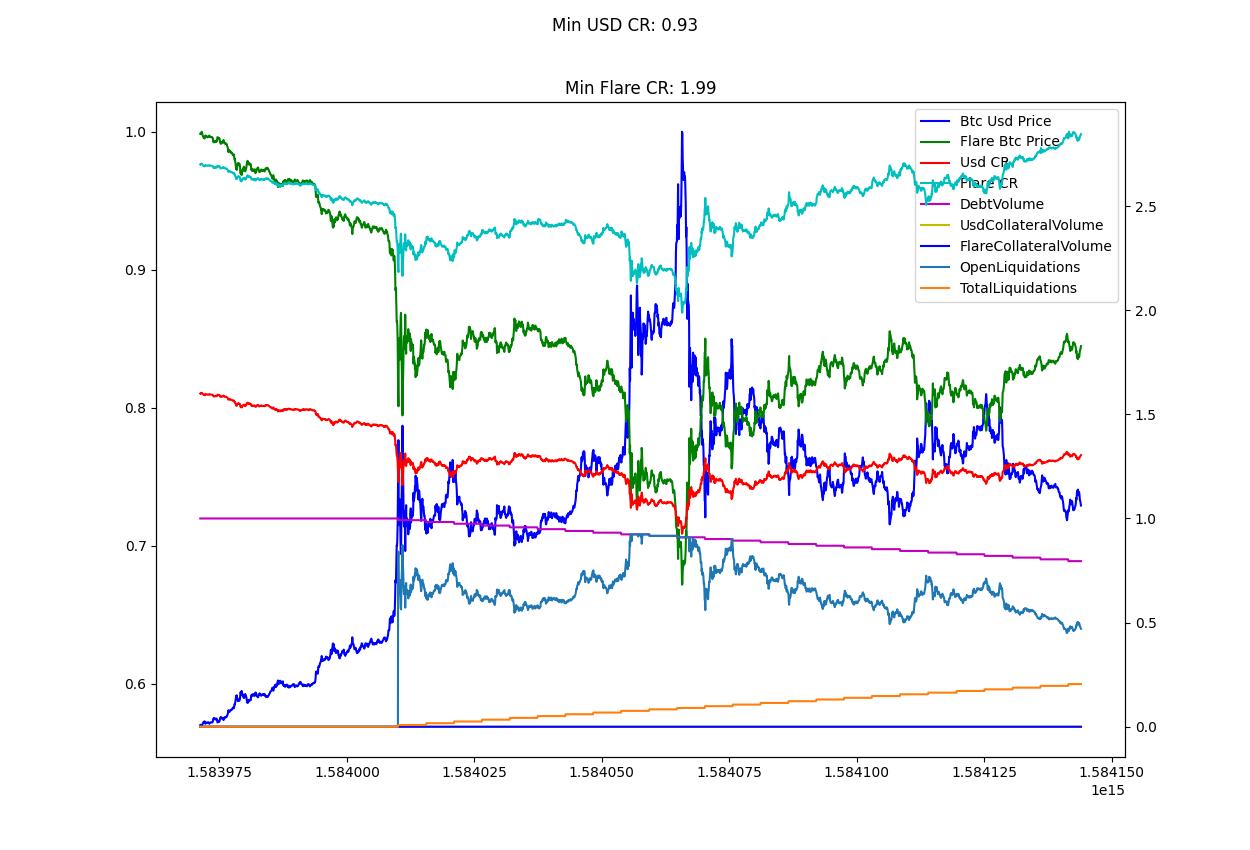 Min USD CR: 0.93
Min Flare CR: 1.99
Btc Usd Price
Flare Btc Price
Usd CR
Flare CR
DebtVolume
UsdCollateralVolume
FlareCollateralVolume
OpenLiquidations
TotalLiquidations
1.0
0.9
0.8
0.7
0.6
2.5
2.0
1.5
1.0
0.5
0.0
1.583975 1.584000 1.584025 1.584050 1.584075 1.584100 1.584125 1.584150
1e15